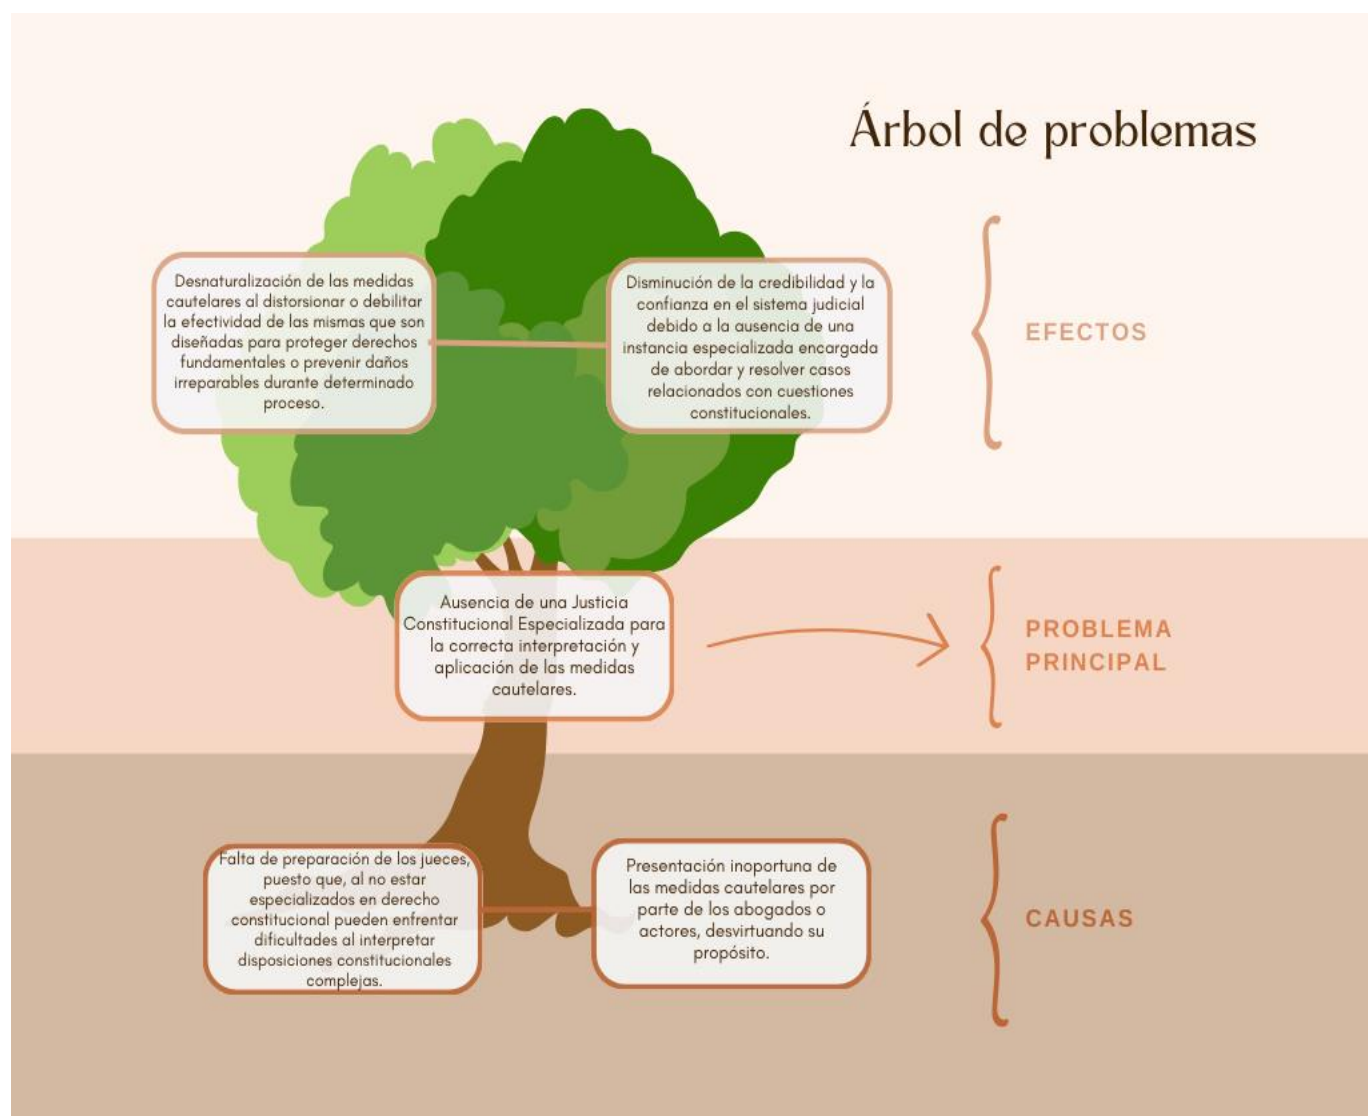 Árbol de problemas
Desnaturalización de las medidas
cautelares al distorsionar o debilitar
la efectividad de las mismas que son
diseñadas para proteger derechos
fundamentales o prevenir daños
irreparables durante determinado
proceso.
Disminución de la credibilidad y la
confianza en el sistema judicial
debido a la ausencia de una
instancia especializada encargada
de abordar y resolver casos
relacionados con cuestiones
constitucionales.
EFECTOS
Ausencia de una Justicia
Constitucional Especializada para
la correcta interpretación y
aplicación de las medidas
cautelares.
PROBLEMA
PRINCIPAL
Falta de preparación de los jueces,
puesto que, al no estar
especializados en derecho
constitucional pueden enfrentar
dificultades al interpretar
disposiciones constitucionales
complejas.
Presentación inoportuna de
las medidas cautelares por
parte de los abogados o
actores, desvirtuando su
propósito.
CAUSAS